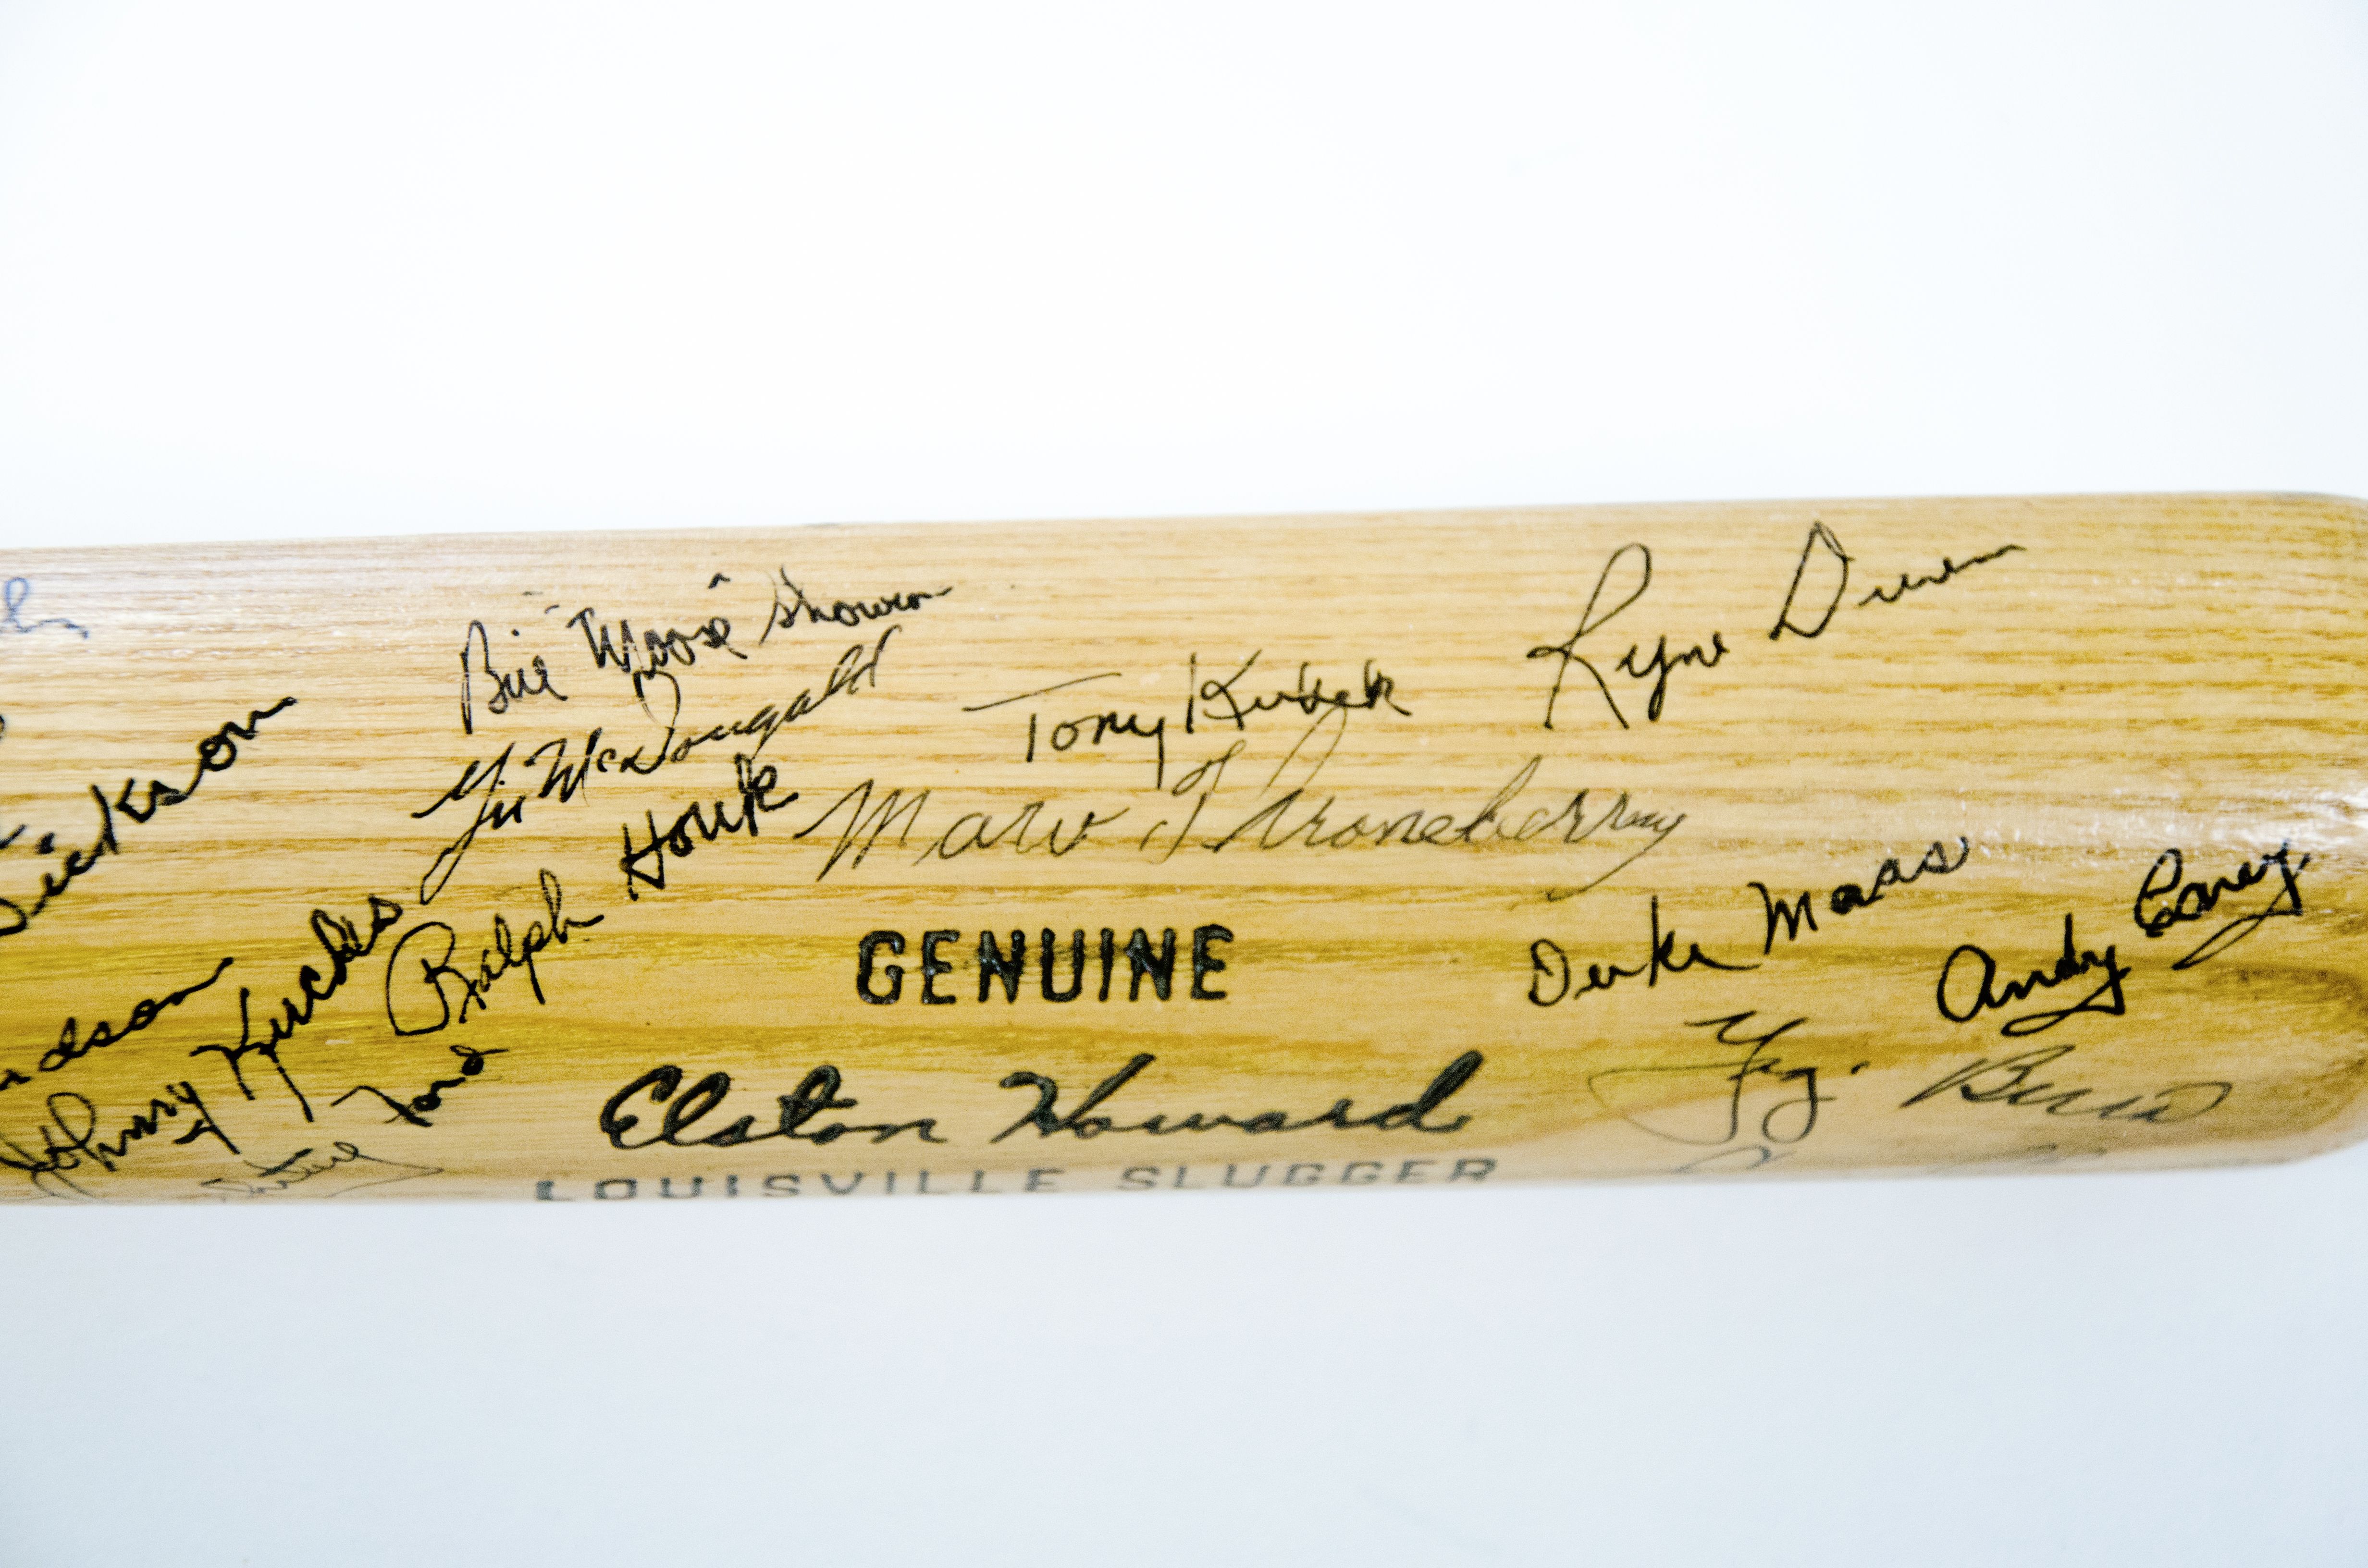 Bill "Moose" Skowron
Gil McDougald
Tony Kubek
Ryne Duren
Marv Throneberry
Dickson
Ralph Houk
Johnny Kucks
Ford
GENUINE
Duke Maas
Andy Carey
Elston Howard
Yogi Berra
LOUISVILLE SLUGGER